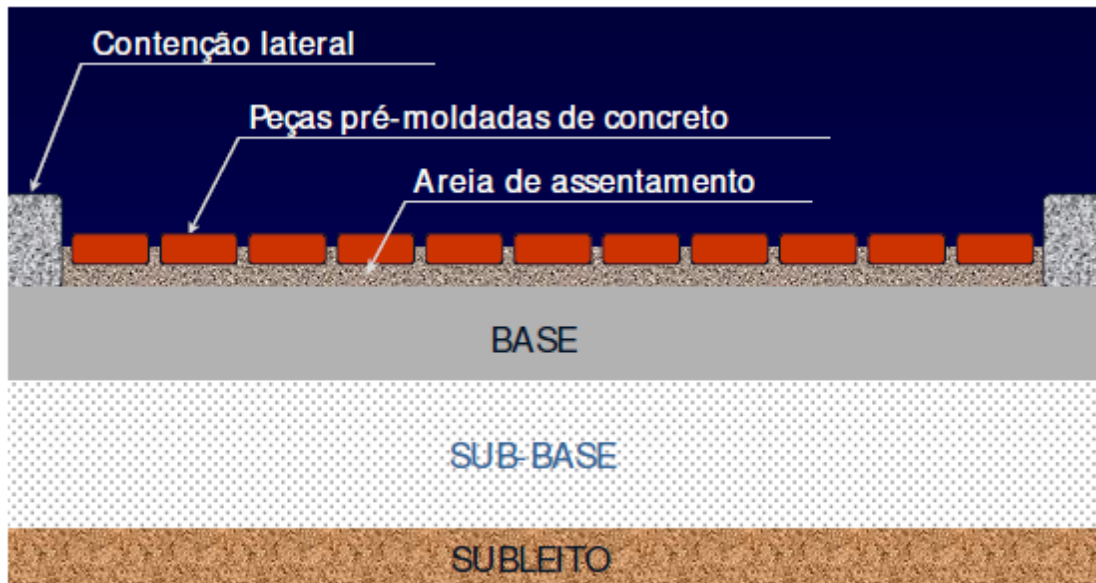 Contenção lateral
Peças pré-moldadas de concreto
Areia de assentamento
BASE
SUB-BASE
SUBLEITO